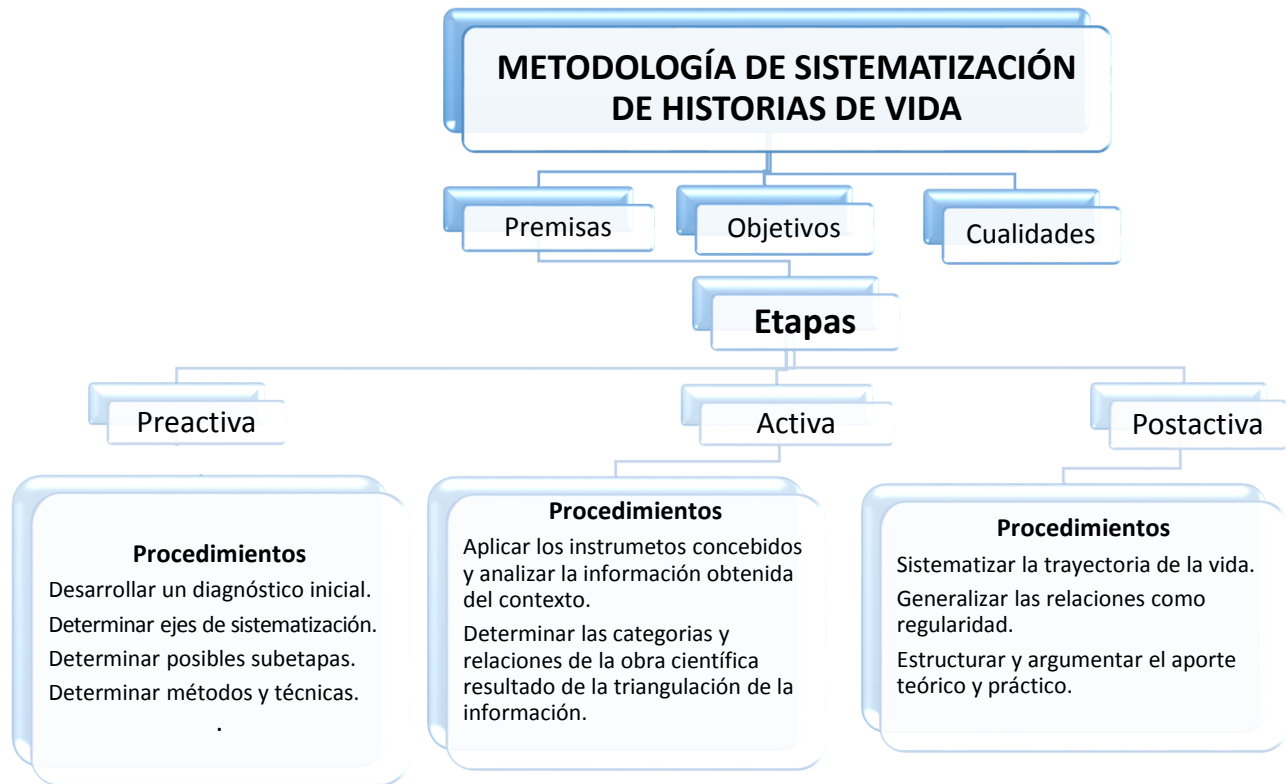 METODOLOGÍA DE SISTEMATIZACIÓN
DE HISTORIAS DE VIDA
Premisas
Objetivos
Cualidades
Etapas
Preactiva
Activa
Postactiva
Procedimientos
Desarrollar un diagnóstico inicial.
Determinar ejes de sistematización.
Determinar posibles subetapas.
Determinar métodos y técnicas.
.
Procedimientos
Aplicar los instrumetos concebidos
y analizar la información obtenida
del contexto.
Determinar las categorias y
relaciones de la obra científica
resultado de la triangulación de la
información.
Procedimientos
Sistematizar la trayectoria de la vida.
Generalizar las relaciones como
regularidad.
Estructurar y argumentar el aporte
teórico y práctico.